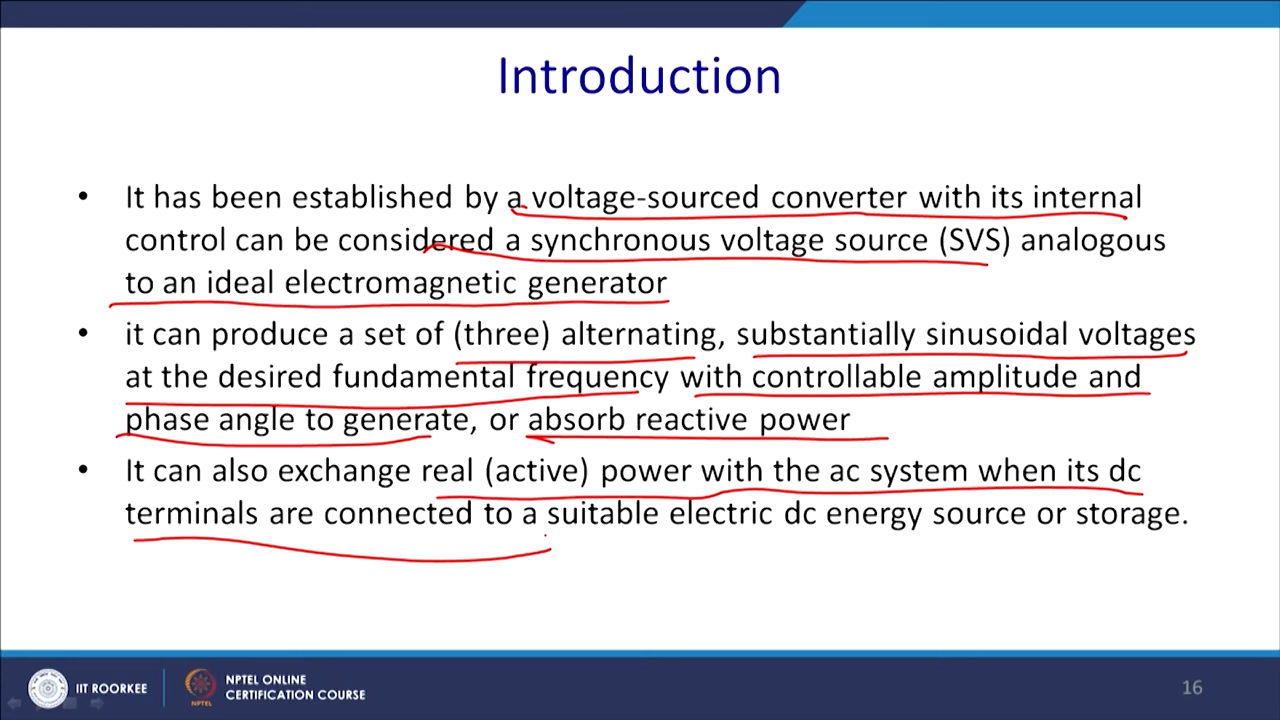 Introduction
• It has been established by a voltage-sourced converter with its internal
control can be considered a synchronous voltage source (SVS) analogous
to an ideal electromagnetic generator
• it can produce a set of (three) alternating, substantially sinusoidal voltages
at the desired fundamental frequency with controllable amplitude and
phase angle to generate, or absorb reactive power
• It can also exchange real (active) power with the ac system when its dc
terminals are connected to a suitable electric dc energy source or storage.
IIT ROORKEE
NPTEL ONLINE
CERTIFICATION COURSE
NPTEL
16